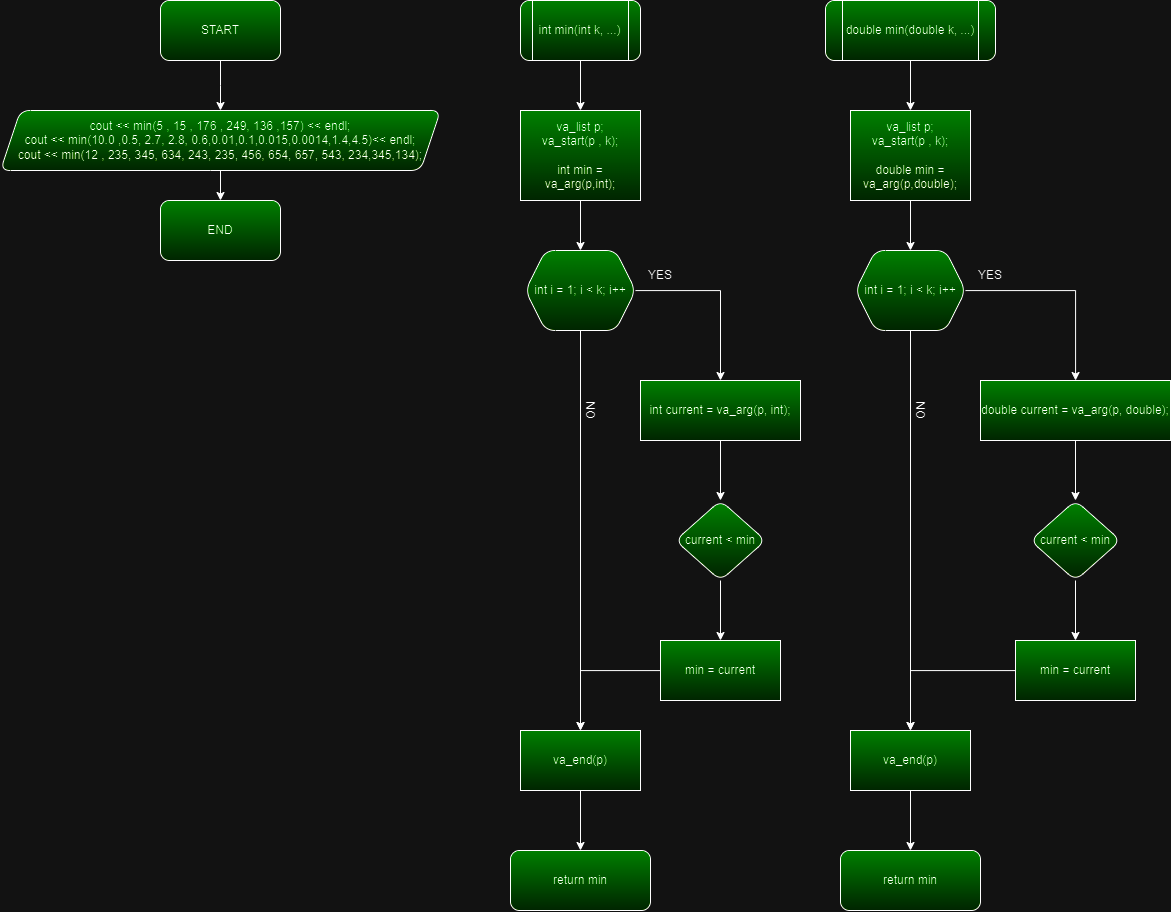 START
cout << min(5 , 15 , 176 , 249, 136 ,157) << endl;
cout << min(10.0 ,0.5, 2.7, 2.8, 0.6,0.01,0.1,0.015,0.0014,1.4,4.5)<< endl;
cout << min(12 , 235, 345, 634, 243, 235, 456, 654, 657, 543, 234,345,134);
END
int min(int k, ...)
va_list p;
va_start(p , k);
int min =
va_arg(p,int);
int i = 1; i < k; i++
YES
NO
int current = va_arg(p, int);
current < min
min = current
va_end(p)
return min
double min(double k, ...)
va_list p;
va_start(p , k);
double min =
va_arg(p,double);
int i = 1; i < k; i++
YES
NO
double current = va_arg(p, double);
current < min
min = current
va_end(p)
return min